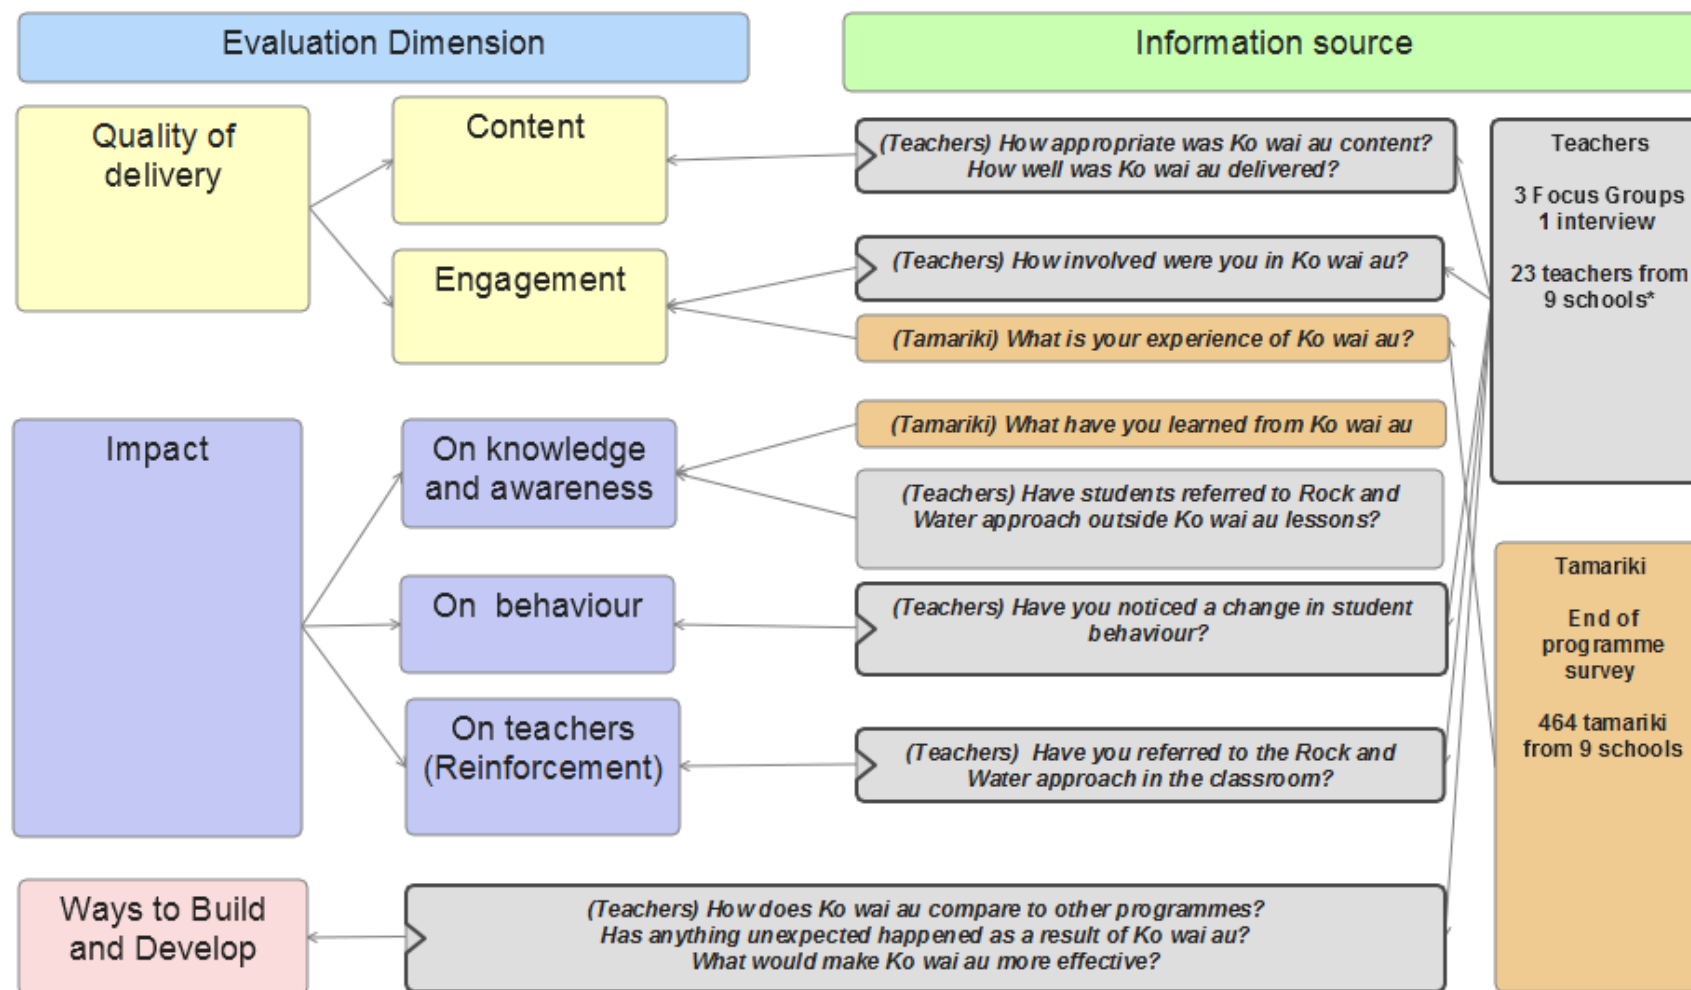 Evaluation Dimension
Information source
Quality of
delivery
Content
Engagement
(Teachers) How appropriate was Ko wai au content?
How well was Ko wai au delivered?
(Teachers) How involved were you in Ko wai au?
(Tamariki) What is your experience of Ko wai au?
Impact
On knowledge
and awareness
On behaviour
On teachers
(Reinforcement)
(Tamariki) What have you learned from Ko wai au
(Teachers) Have students referred to Rock and
Water approach outside Ko wai au lessons?
(Teachers) Have you noticed a change in student
behaviour?
(Teachers) Have you referred to the Rock and
Water approach in the classroom?
Ways to Build
and Develop
(Teachers) How does Ko wai au compare to other programmes?
Has anything unexpected happened as a result of Ko wai au?
What would make Ko wai au more effective?
Teachers
3 Focus Groups
1 interview
23 teachers from
9 schools*
Tamariki
End of
programme
survey
464 tamariki
from 9 schools